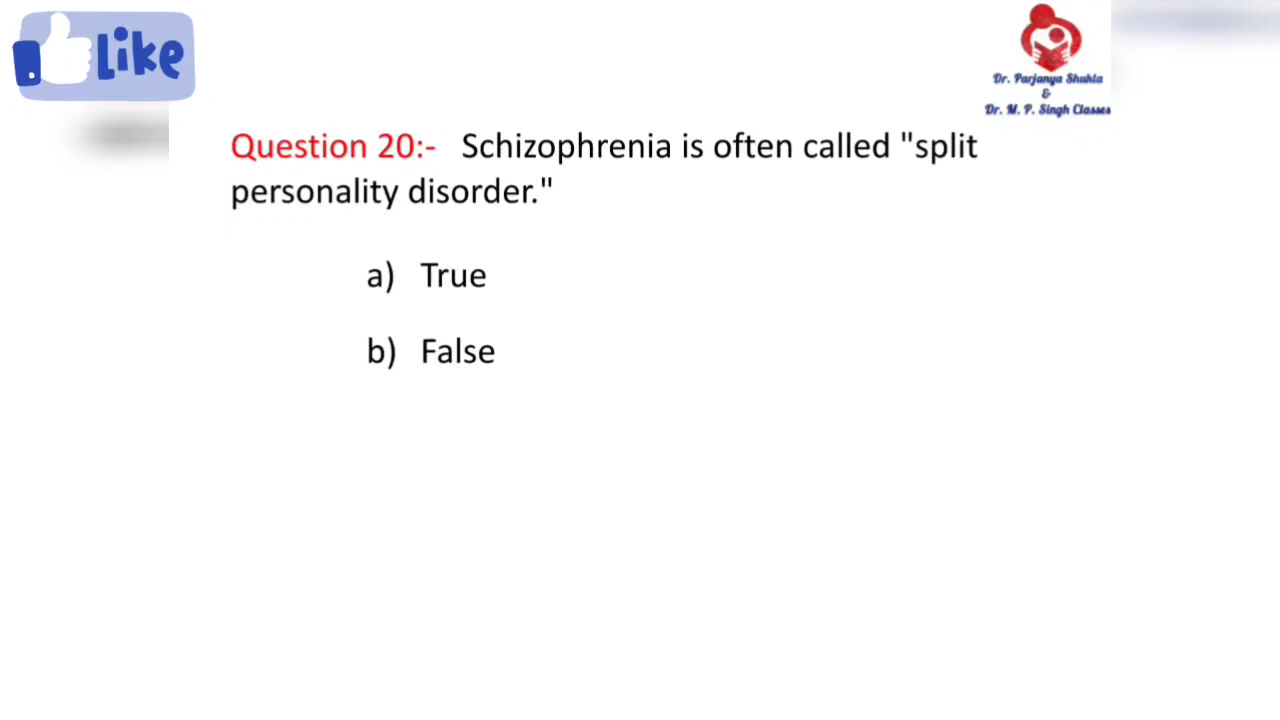 Like
Dr. Parjanya Shukla
&
Dr. M. P. Singh Classes
Question 20:- Schizophrenia is often called "split
personality disorder."
a) True
b) False